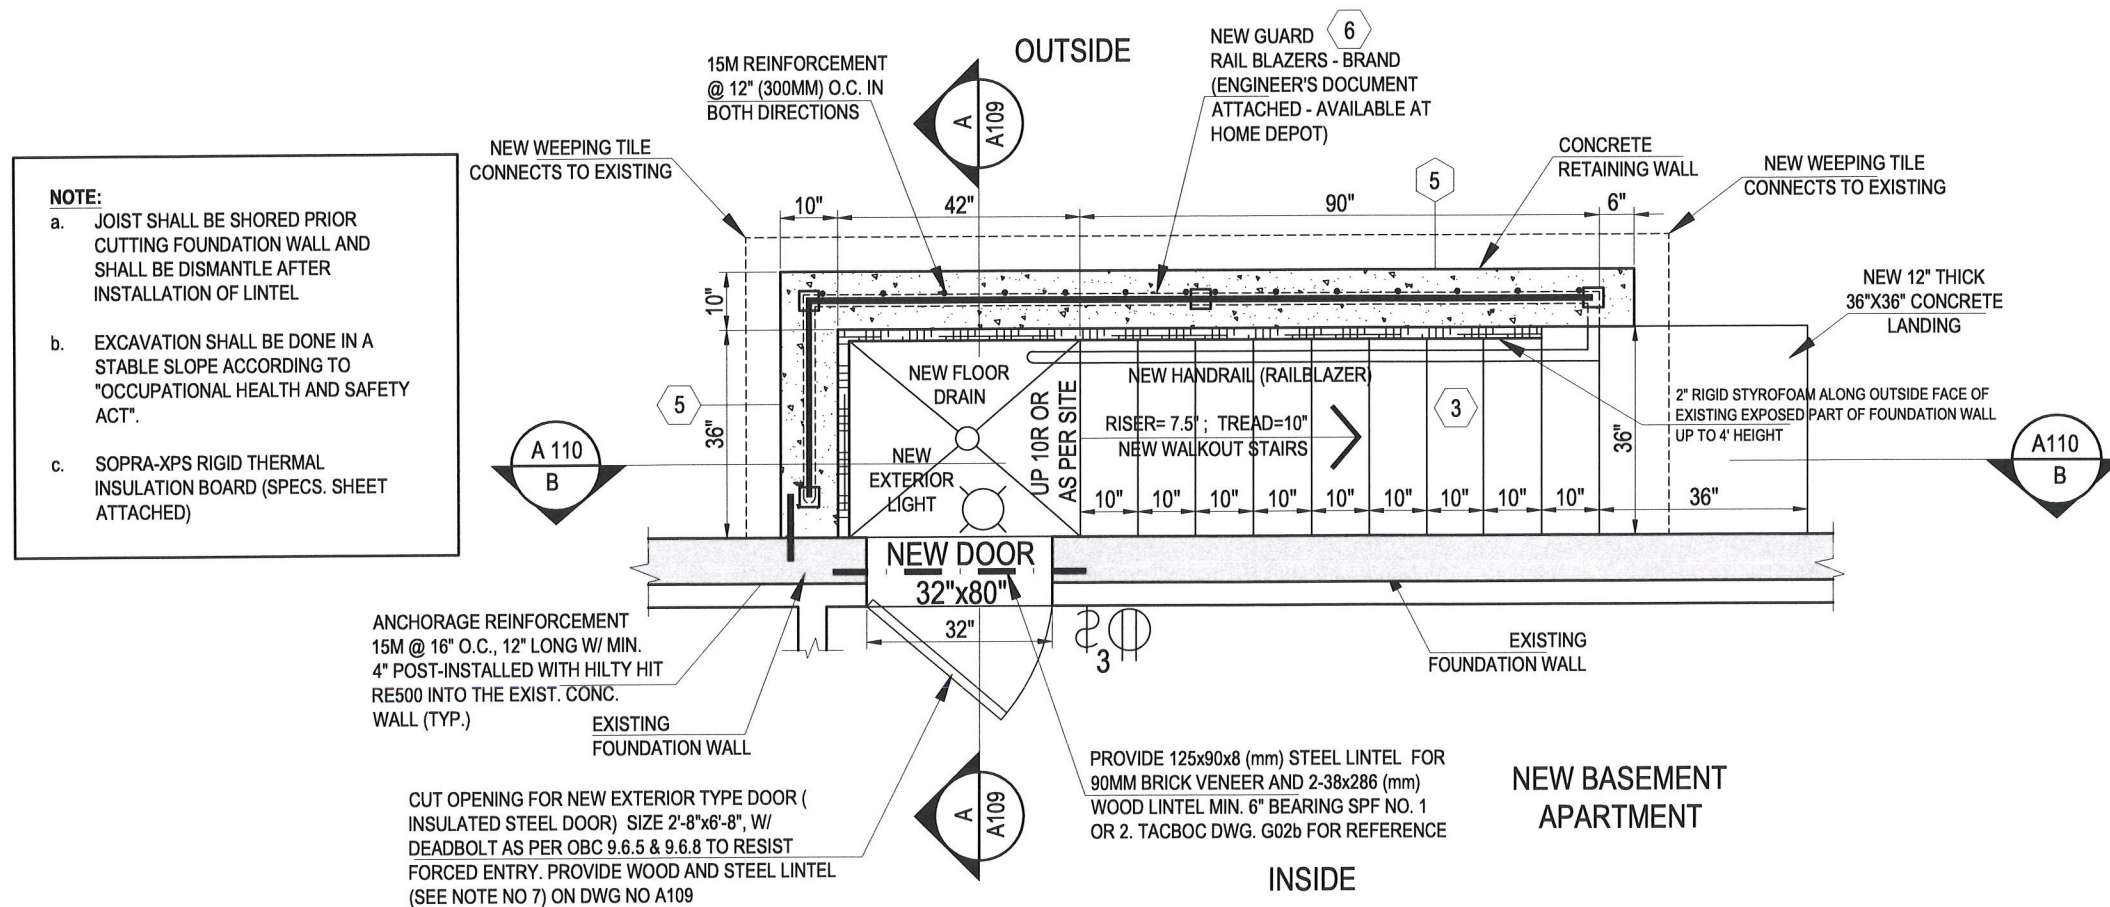 OUTSIDE
NEW GUARD 6
RAIL BLAZERS - BRAND
(ENGINEER'S DOCUMENT
ATTACHED - AVAILABLE AT
HOME DEPOT)
15M REINFORCEMENT
@ 12" (300MM) O.C. IN
BOTH DIRECTIONS
A
A109
NEW WEEPING TILE
CONNECTS TO EXISTING
CONCRETE
RETAINING WALL
NEW WEEPING TILE
CONNECTS TO EXISTING
5
10" 42" 90" 6"
NOTE:
a. JOIST SHALL BE SHORED PRIOR
CUTTING FOUNDATION WALL AND
SHALL BE DISMANTLE AFTER
INSTALLATION OF LINTEL
b. EXCAVATION SHALL BE DONE IN A
STABLE SLOPE ACCORDING TO
"OCCUPATIONAL HEALTH AND SAFETY
ACT".
c. SOPRA-XPS RIGID THERMAL
INSULATION BOARD (SPECS. SHEET
ATTACHED)
NEW 12" THICK
36"X36" CONCRETE
LANDING
10"
36"
5
NEW FLOOR
DRAIN
NEW
EXTERIOR
LIGHT
UP 10R OR
AS PER SITE
NEW HANDRAIL (RAILBLAZER)
RISER= 7.5" ; TREAD=10"
NEW WALKOUT STAIRS
3
2" RIGID STYROFOAM ALONG OUTSIDE FACE OF
EXISTING EXPOSED PART OF FOUNDATION WALL
UP TO 4' HEIGHT
36"
A 110
B
A110
B
10" 10" 10" 10" 10" 10" 10" 10" 10" 36"
NEW DOOR
32"x80"
32"
S
3
ANCHORAGE REINFORCEMENT
15M @ 16" O.C., 12" LONG W/ MIN.
4" POST-INSTALLED WITH HILTY HIT
RE500 INTO THE EXIST. CONC.
WALL (TYP.)
EXISTING
FOUNDATION WALL
EXISTING
FOUNDATION WALL
CUT OPENING FOR NEW EXTERIOR TYPE DOOR (
INSULATED STEEL DOOR) SIZE 2'-8"x6'-8", W/
DEADBOLT AS PER OBC 9.6.5 & 9.6.8 TO RESIST
FORCED ENTRY. PROVIDE WOOD AND STEEL LINTEL
(SEE NOTE NO 7) ON DWG NO A109
A
A109
PROVIDE 125x90x8 (mm) STEEL LINTEL FOR
90MM BRICK VENEER AND 2-38x286 (mm)
WOOD LINTEL MIN. 6" BEARING SPF NO. 1
OR 2. TACBOC DWG. G02b FOR REFERENCE
NEW BASEMENT
APARTMENT
INSIDE